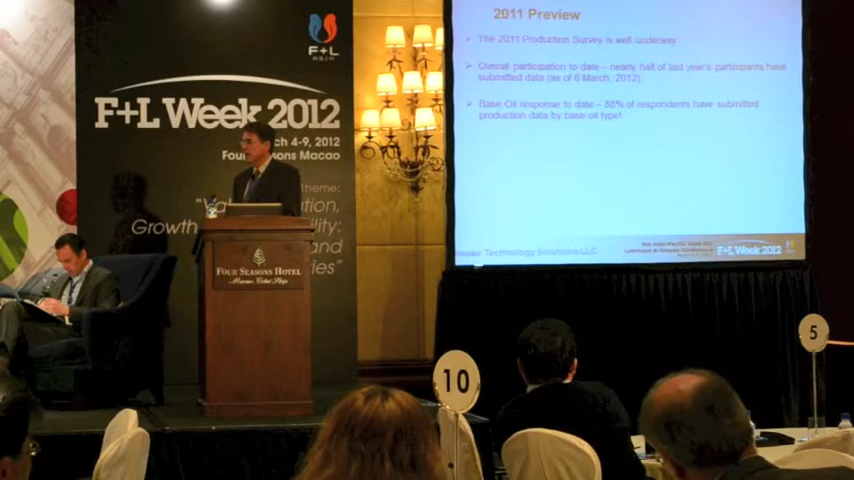 F+L
ASIA
F+L Week 2012
ch 4-9, 2012
Macao
Theme:
Growth
and
FOUR SEASONS HOTEL
2011 Preview
The 2011 Production Survey is well underway
Overall participation to date – nearly half of last year's participants have
submitted data (as of 6 March, 2012)
Base Oil response to date – 88% of respondents have submitted
production data by base oil type!
Technology Solutions LLC
F+L Week 2012
10
5